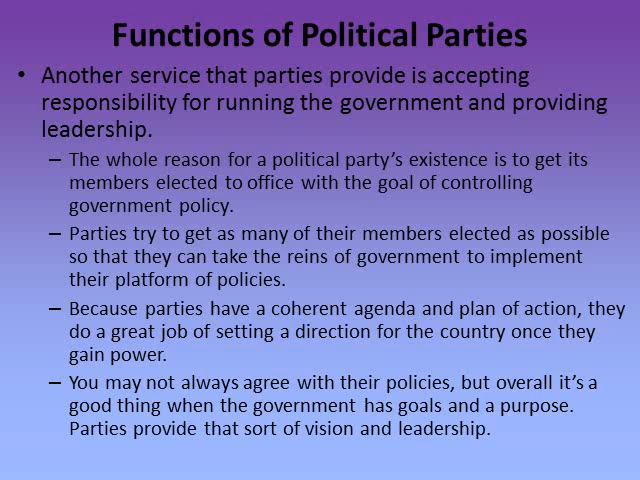 Functions of Political Parties
• Another service that parties provide is accepting
responsibility for running the government and providing
leadership.
– The whole reason for a political party’s existence is to get its
members elected to office with the goal of controlling
government policy.
– Parties try to get as many of their members elected as possible
so that they can take the reins of government to implement
their platform of policies.
– Because parties have a coherent agenda and plan of action, they
do a great job of setting a direction for the country once they
gain power.
– You may not always agree with their policies, but overall it’s a
good thing when the government has goals and a purpose.
Parties provide that sort of vision and leadership.